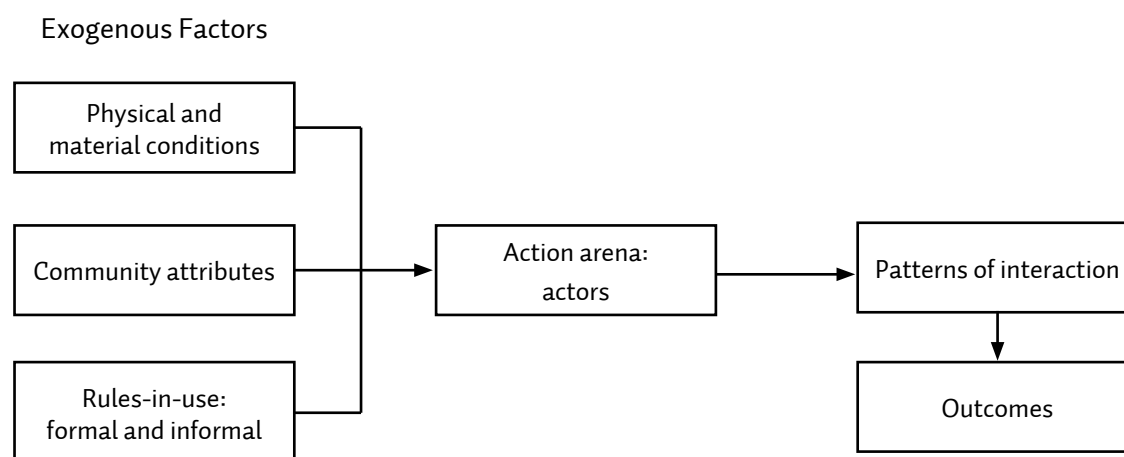 Exogenous Factors
Physical and
material conditions
Community attributes
Rules-in-use:
formal and informal
Action arena:
actors
Patterns of interaction
Outcomes